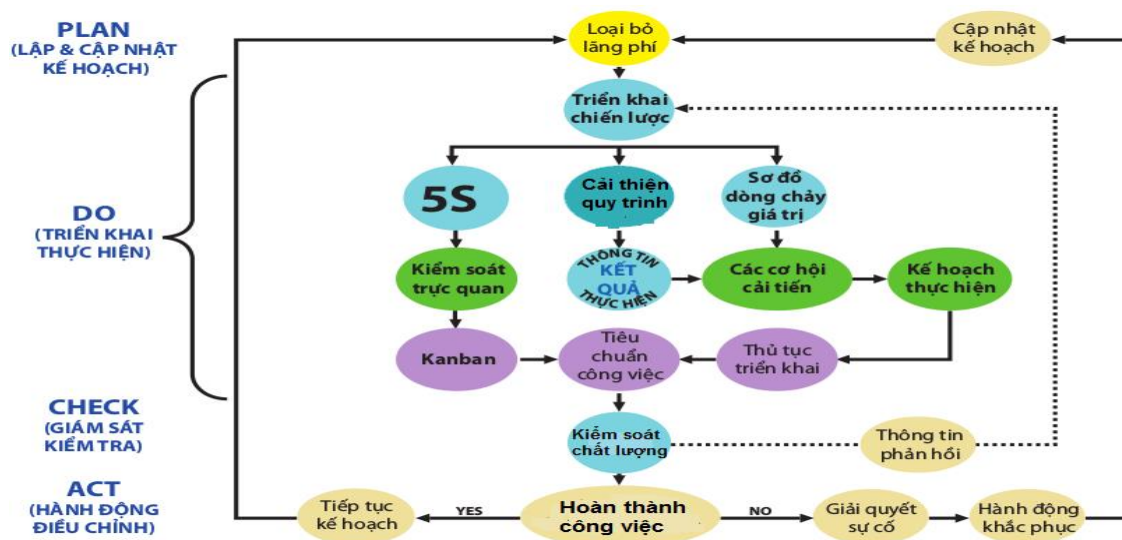 PLAN
(LẬP & CẬP NHẬT
KẾ HOẠCH)
Loại bỏ
lãng phí
Cập nhật
kế hoạch
Triển khai
chiến lược
5S
Cải thiện
quy trình
Sơ đồ
dòng chảy
giá trị
DO
(TRIỂN KHAI
THỰC HIỆN)
Kiểm soát
trực quan
THÔNG TIN
KẾT
QUẢ
THỰC HIỆN
Các cơ hội
cải tiến
Kế hoạch
thực hiện
Kanban
Tiêu
chuẩn
công việc
Thủ tục
triển khai
CHECK
(GIÁM SÁT
KIỂM TRA)
Kiểm soát
chất lượng
Thông tin
phản hồi
ACT
(HÀNH ĐỘNG
ĐIỀU CHỈNH)
Tiếp tục
kế hoạch
YES
Hoàn thành
công việc
NO
Giải quyết
sự cố
Hành động
khắc phục